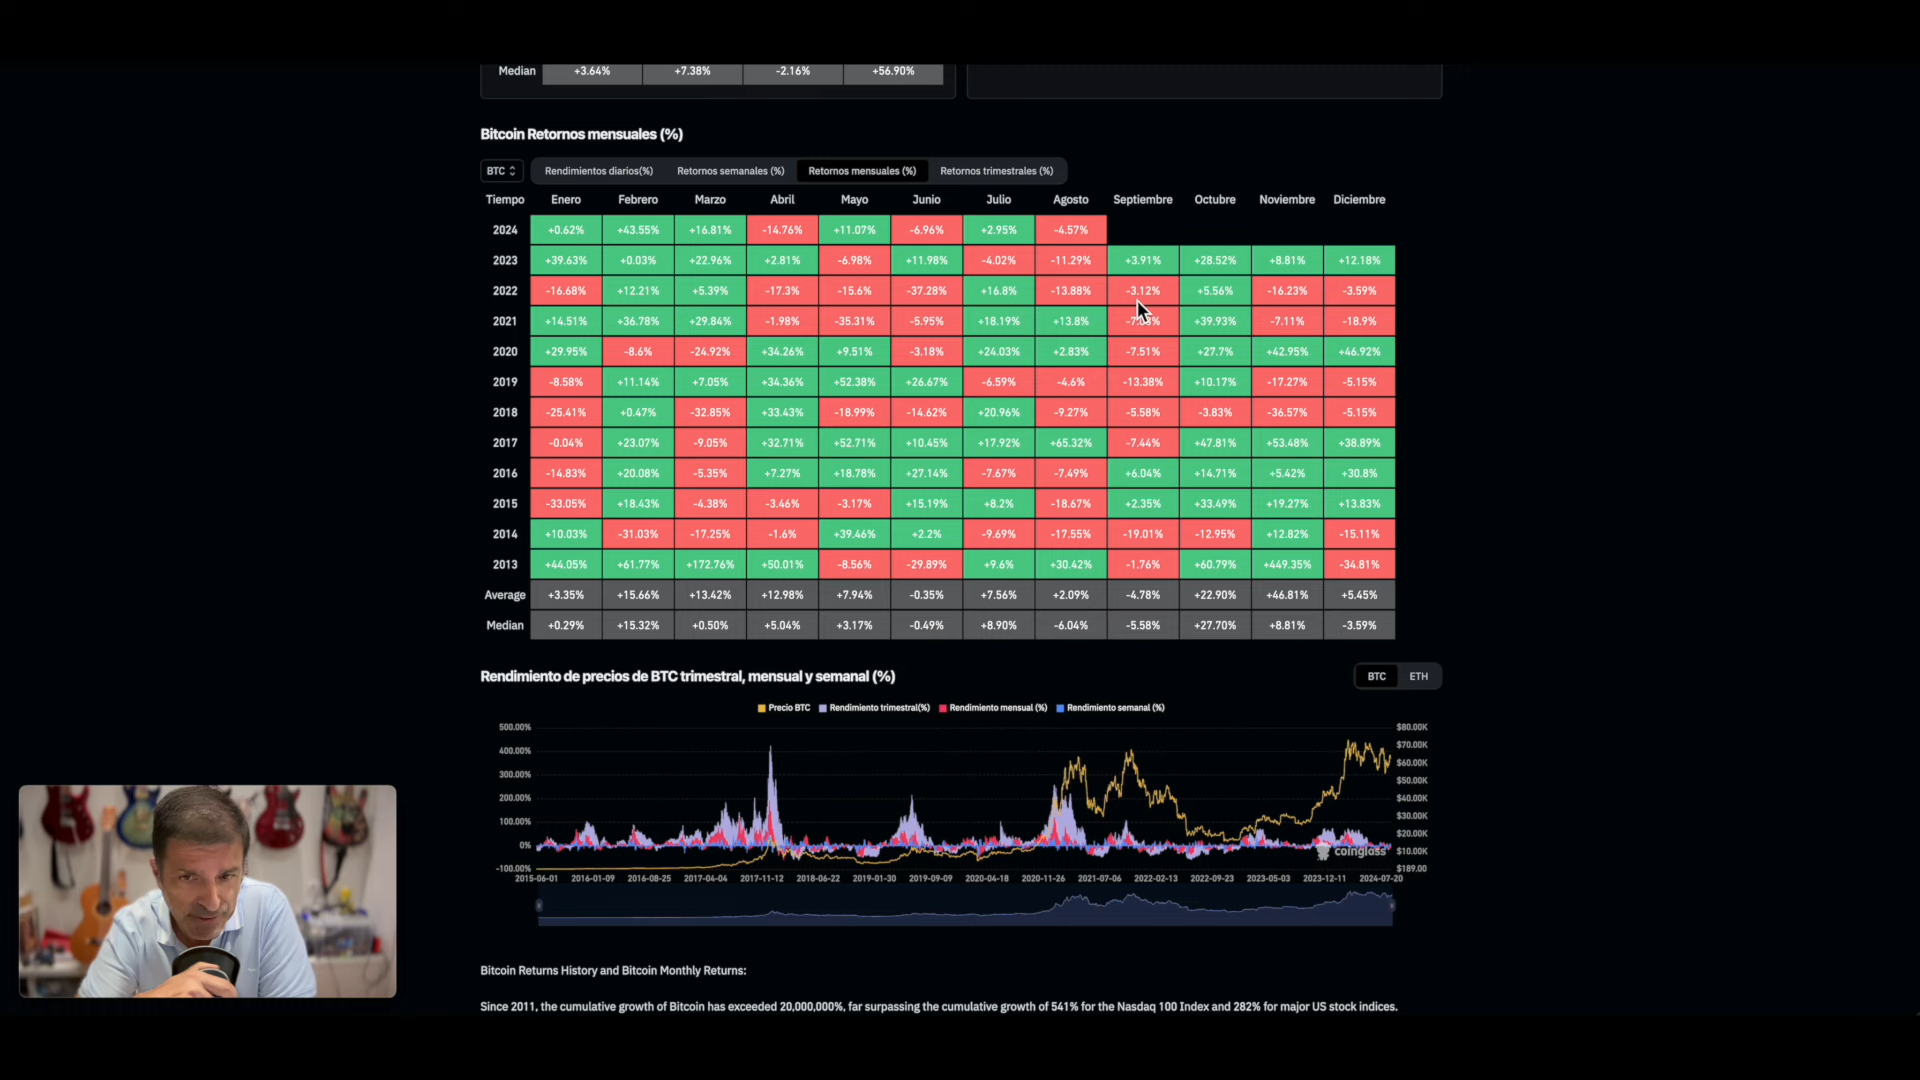 Median +3.64% +7.38% -2.16% +56.90%
Bitcoin Retornos mensuales (%)
BTC Rendimientos diarios(%) Retornos semanales (%) Retornos mensuales (%) Retornos trimestrales (%)
Tiempo Enero Febrero Marzo Abril Mayo Junio Julio Agosto Septiembre Octubre Noviembre Diciembre
2024 +0.62% +43.55% +16.81% -14.76% +11.07% -6.96% +2.95% -4.57%
2023 +39.63% +0.03% +22.96% +2.81% -6.98% +11.98% -4.02% -11.29% +3.91% +28.52% +8.81% +12.18%
2022 -16.68% +12.21% +5.39% -17.3% -15.6% -37.28% +16.8% -13.88% -3.12% +5.56% -16.23% -3.59%
2021 +14.51% +36.78% +29.84% -1.98% -35.31% -5.95% +18.19% +13.8% +39.93% -7.11% -18.9%
2020 +29.95% -8.6% -24.92% +34.26% +9.51% -3.18% +24.03% +2.83% -7.51% +27.7% +42.95% +46.92%
2019 -8.58% +11.14% +7.05% +34.36% +52.38% +26.67% -6.59% -4.6% -13.38% +10.17% -17.27% -5.15%
2018 -25.41% +0.47% -32.85% +33.43% -18.99% -14.62% +20.96% -9.27% -5.58% -3.83% -36.57% -5.15%
2017 -0.04% +23.07% -9.05% +32.71% +52.71% +10.45% +17.92% +65.32% -7.44% +47.81% +53.48% +38.89%
2016 -14.83% +20.08% -5.35% +7.27% +18.78% +27.14% -7.67% -7.49% +6.04% +14.71% +5.42% +30.8%
2015 -33.05% +18.43% -4.38% -3.46% -3.17% +15.19% +8.2% -18.67% +2.35% +33.49% +19.27% +13.83%
2014 +10.03% -31.03% -17.25% -1.6% +39.46% +2.2% -9.69% -17.55% -19.01% -12.95% +12.82% -15.11%
2013 +44.05% +61.77% +172.76% +50.01% -8.56% -29.89% +9.6% +30.42% -1.76% +60.79% +449.35% -34.81%
Average +3.35% +15.66% +13.42% +12.98% +7.94% -0.35% +7.56% +2.09% -4.78% +22.90% +46.81% +5.45%
Median +0.29% +15.32% +0.50% +5.04% +3.17% -0.49% +8.90% -6.04% -5.58% +27.70% +8.81% -3.59%
Rendimiento de precios de BTC trimestral, mensual y semanal (%) BTC ETH
Precio BTC Rendimiento trimestral(%) Rendimiento mensual (%) Rendimiento semanal (%)
500.00% $80.00K
400.00% $70.00K
300.00% $60.00K
$50.00K
200.00% $40.00K
100.00% $30.00K
0% $20.00K
coinglass $10.00K
-100.00% $189.00
2015-06-01 2016-01-09 2016-08-25 2017-04-04 2017-11-12 2018-06-22 2019-01-30 2019-09-09 2020-04-18 2020-11-26 2021-07-06 2022-02-13 2022-09-23 2023-05-03 2023-12-11 2024-07-20
Bitcoin Returns History and Bitcoin Monthly Returns:
Since 2011, the cumulative growth of Bitcoin has exceeded 20,000,000%, far surpassing the cumulative growth of 541% for the Nasdaq 100 Index and 282% for major US stock indices.